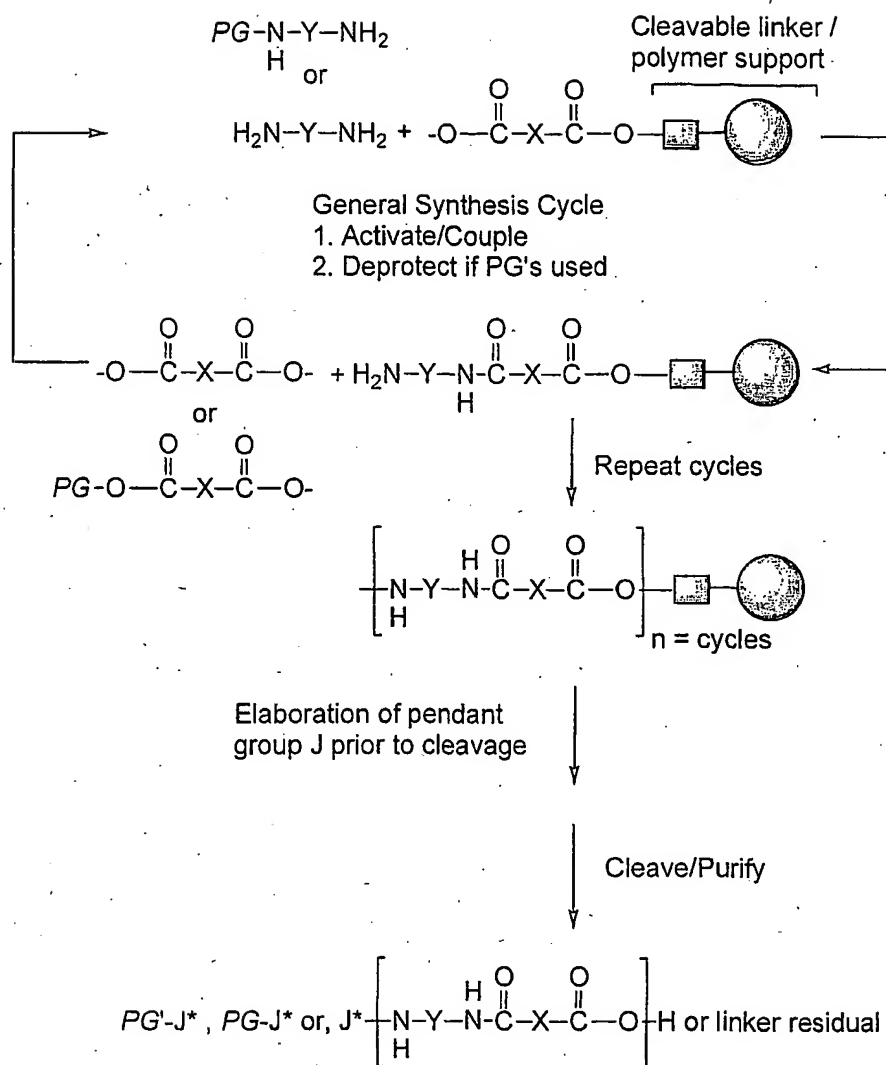 PG-N-Y-NH2
H
or
Cleavable linker /
polymer support
O O
H2N-Y-NH2 + -O—C-X-C—O
General Synthesis Cycle
1. Activate/Couple
2. Deprotect if PG's used
O O O O
-O—C-X-C—O- + H2N-Y-N-C-X-C—O
H
or
O O
PG-O—C-X-C—O-
Repeat cycles
H O O
N-Y-N-C-X-C—O
H
n = cycles
Elaboration of pendant
group J prior to cleavage
Cleave/Purify
H O O
PG'-J* , PG-J* or, J* N-Y-N-C-X-C—O H or linker residual
H